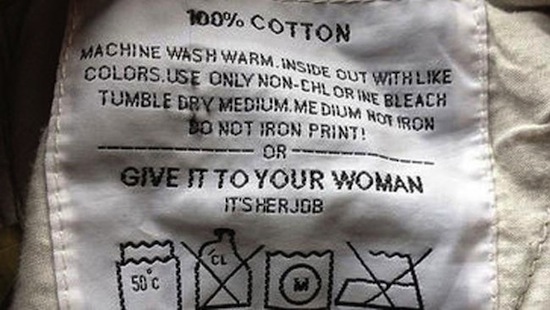 100% COTTON
MACHINE WASH WARM.INSIDE OUT WITH LIKE
COLORS.USE ONLY NON-CHLORINE BLEACH
TUMBLE DRY MEDIUM.MEDIUM HOT IRON
DO NOT IRON PRINT!
OR
GIVE IT TO YOUR WOMAN
IT'S HER JOB
50°C CL M